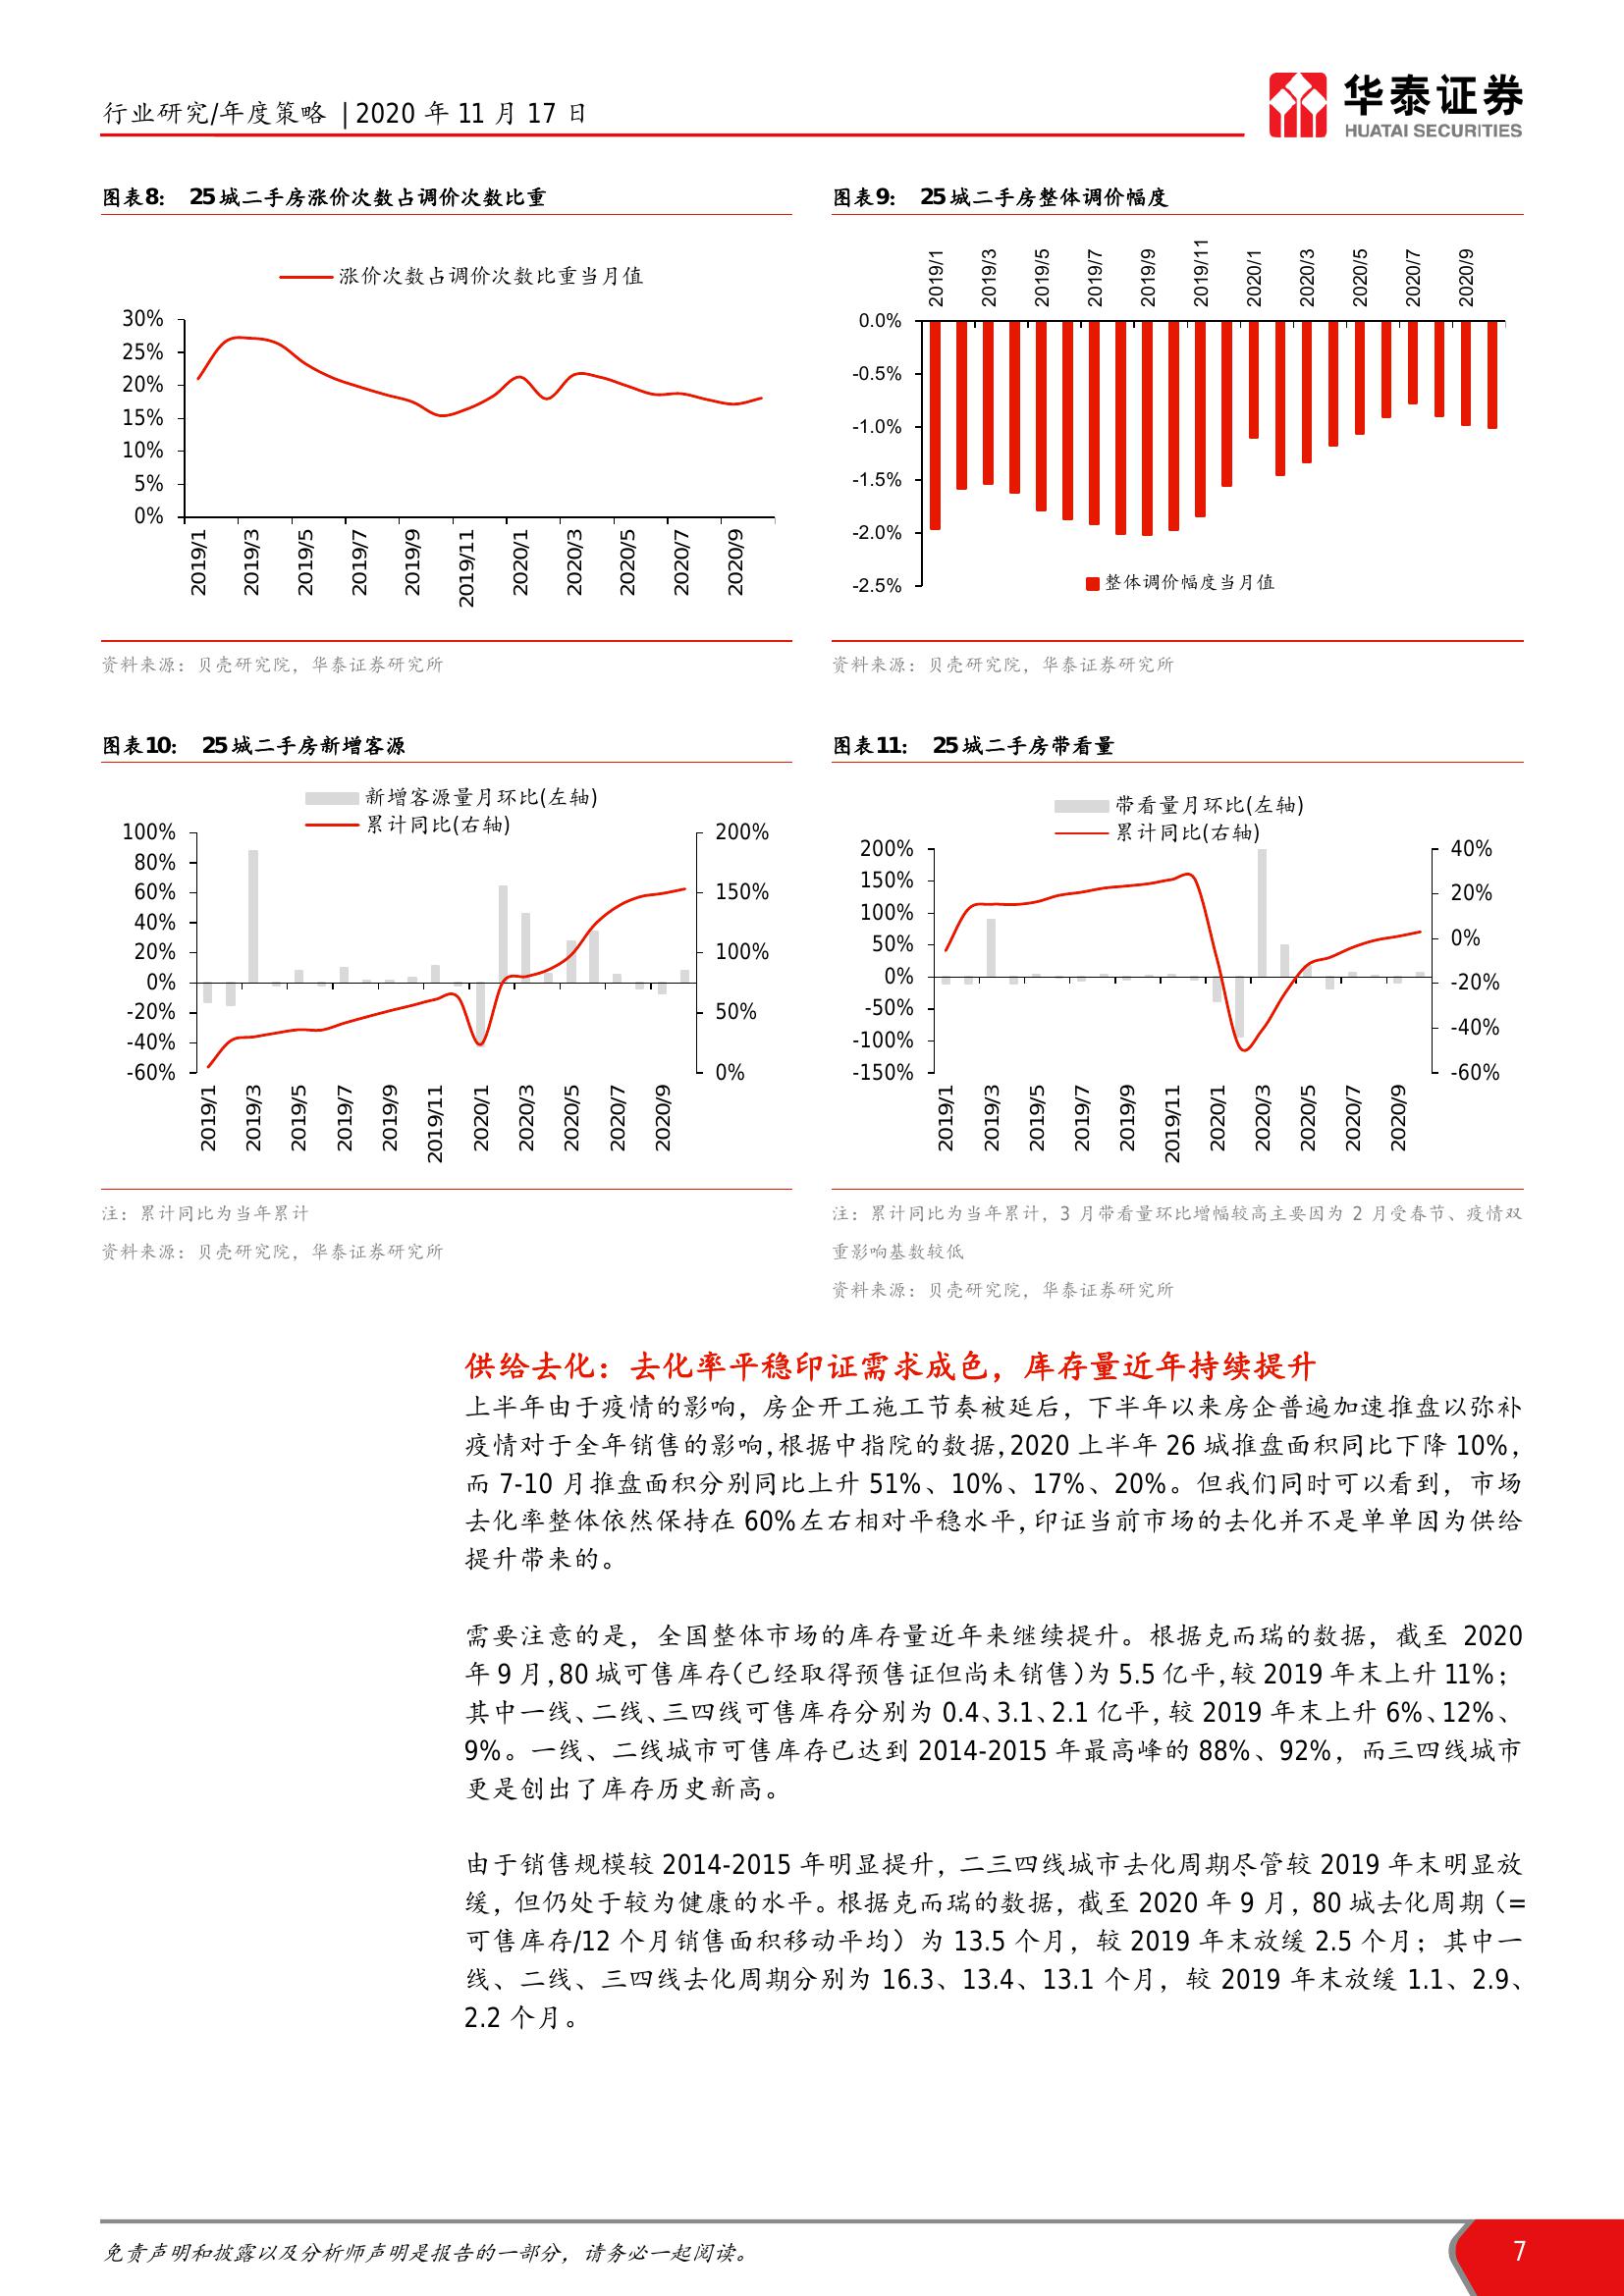 行业研究/年度策略 | 2020 年 11 月 17 日
华泰证券
HUATAI SECURITIES
图表8： 25 城二手房涨价次数占调价次数比重
涨价次数占调价次数比重当月值
30%
25%
20%
15%
10%
5%
0%
2019/1
2019/3
2019/5
2019/7
2019/9
2019/11
2020/1
2020/3
2020/5
2020/7
2020/9
资料来源：贝壳研究院，华泰证券研究所
图表9： 25 城二手房整体调价幅度
2019/1
2019/3
2019/5
2019/7
2019/9
2019/11
2020/1
2020/3
2020/5
2020/7
2020/9
0.0%
-0.5%
-1.0%
-1.5%
-2.0%
-2.5%
整体调价幅度当月值
资料来源：贝壳研究院，华泰证券研究所
图表10： 25 城二手房新增客源
新增客源量月环比(左轴)
累计同比(右轴)
100%
80%
60%
40%
20%
0%
-20%
-40%
-60%
200%
150%
100%
50%
0%
2019/1
2019/3
2019/5
2019/7
2019/9
2019/11
2020/1
2020/3
2020/5
2020/7
2020/9
注：累计同比为当年累计
资料来源：贝壳研究院，华泰证券研究所
图表11： 25 城二手房带看量
带看量月环比(左轴)
累计同比(右轴)
200%
150%
100%
50%
0%
-50%
-100%
-150%
40%
20%
0%
-20%
-40%
-60%
2019/1
2019/3
2019/5
2019/7
2019/9
2019/11
2020/1
2020/3
2020/5
2020/7
2020/9
注：累计同比为当年累计，3 月带看量环比增幅较高主要因为 2 月受春节、疫情双
重影响基数较低
资料来源：贝壳研究院，华泰证券研究所
供给去化：去化率平稳印证需求成色，库存量近年持续提升
上半年由于疫情的影响，房企开工施工节奏被延后，下半年以来房企普遍加速推盘以弥补
疫情对于全年销售的影响，根据中指院的数据，2020 上半年 26 城推盘面积同比下降 10%，
而 7-10 月推盘面积分别同比上升 51%、10%、17%、20%。但我们同时可以看到，市场
去化率整体依然保持在 60%左右相对平稳水平，印证当前市场的去化并不是单单因为供给
提升带来的。
需要注意的是，全国整体市场的库存量近年来继续提升。根据克而瑞的数据，截至 2020
年 9 月，80 城可售库存（已经取得预售证但尚未销售）为 5.5 亿平，较 2019 年末上升 11%；
其中一线、二线、三四线可售库存分别为 0.4、3.1、2.1 亿平，较 2019 年末上升 6%、12%、
9%。一线、二线城市可售库存已达到 2014-2015 年最高峰的 88%、92%，而三四线城市
更是创出了库存历史新高。
由于销售规模较 2014-2015 年明显提升，二三四线城市去化周期尽管较 2019 年末明显放
缓，但仍处于较为健康的水平。根据克而瑞的数据，截至 2020 年 9 月，80 城去化周期（=
可售库存/12 个月销售面积移动平均）为 13.5 个月，较 2019 年末放缓 2.5 个月；其中一
线、二线、三四线去化周期分别为 16.3、13.4、13.1 个月，较 2019 年末放缓 1.1、2.9、
2.2 个月。
免责声明和披露以及分析师声明是报告的一部分，请务必一起阅读。
7